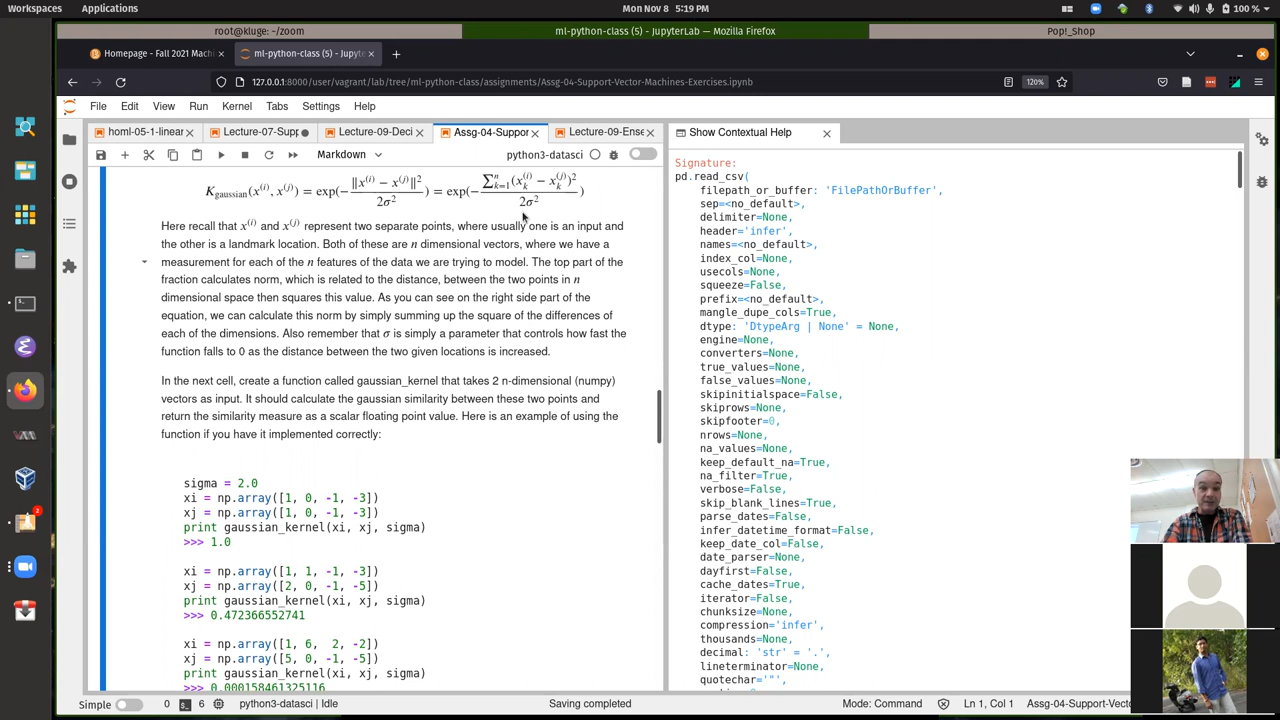 Workspaces Applications Mon Nov 8 5:19 PM 100 %
root@kluge: ~/zoom ml-python-class (5) — JupyterLab — Mozilla Firefox Pop!_Shop
Homepage - Fall 2021 Machi ml-python-class (5) - Jupyte
127.0.0.1:8000/user/vagrant/lab/tree/ml-python-class/assignments/Assg-04-Support-Vector-Machines-Exercises.ipynb 120%
File Edit View Run Kernel Tabs Settings Help
homl-05-1-linear Lecture-07-Supp Lecture-09-Deci Assg-04-Suppor Lecture-09-Ense Show Contextual Help
Markdown python3-datasci
K_gaussian(x^(i), x^(j)) = exp(−‖x^(i) − x^(j)‖²/2σ²) = exp(−∑ⁿₖ₌₁(x_k^(i) − x_k^(j))²/2σ²)
Here recall that x^(i) and x^(j) represent two separate points, where usually one is an input and
the other is a landmark location. Both of these are n dimensional vectors, where we have a
measurement for each of the n features of the data we are trying to model. The top part of the
fraction calculates norm, which is related to the distance, between the two points in n
dimensional space then squares this value. As you can see on the right side part of the
equation, we can calculate this norm by simply summing up the square of the differences of
each of the dimensions. Also remember that σ is simply a parameter that controls how fast the
function falls to 0 as the distance between the two given locations is increased.
In the next cell, create a function called gaussian_kernel that takes 2 n-dimensional (numpy)
vectors as input. It should calculate the gaussian similarity between these two points and
return the similarity measure as a scalar floating point value. Here is an example of using the
function if you have it implemented correctly:
sigma = 2.0
xi = np.array([1, 0, -1, -3])
xj = np.array([1, 0, -1, -3])
print gaussian_kernel(xi, xj, sigma)
>>> 1.0
xi = np.array([1, 1, -1, -3])
xj = np.array([2, 0, -1, -5])
print gaussian_kernel(xi, xj, sigma)
>>> 0.472366552741
xi = np.array([1, 6, 2, -2])
xj = np.array([5, 0, -1, -5])
print gaussian_kernel(xi, xj, sigma)
>>> 0.000158461325116
Signature:
pd.read_csv(
filepath_or_buffer: 'FilePathOrBuffer',
sep=<no_default>,
delimiter=None,
header='infer',
names=<no_default>,
index_col=None,
usecols=None,
squeeze=False,
prefix=<no_default>,
mangle_dupe_cols=True,
dtype: 'DtypeArg | None' = None,
engine=None,
converters=None,
true_values=None,
false_values=None,
skipinitialspace=False,
skiprows=None,
skipfooter=0,
nrows=None,
na_values=None,
keep_default_na=True,
na_filter=True,
verbose=False,
skip_blank_lines=True,
parse_dates=False,
infer_datetime_format=False,
keep_date_col=False,
date_parser=None,
dayfirst=False,
cache_dates=True,
iterator=False,
chunksize=None,
compression='infer',
thousands=None,
decimal: 'str' = '.',
lineterminator=None,
quotechar='"',
Simple 0 6 python3-datasci | Idle Saving completed Mode: Command Ln 1, Col 1 Assg-04-Support-Vecto